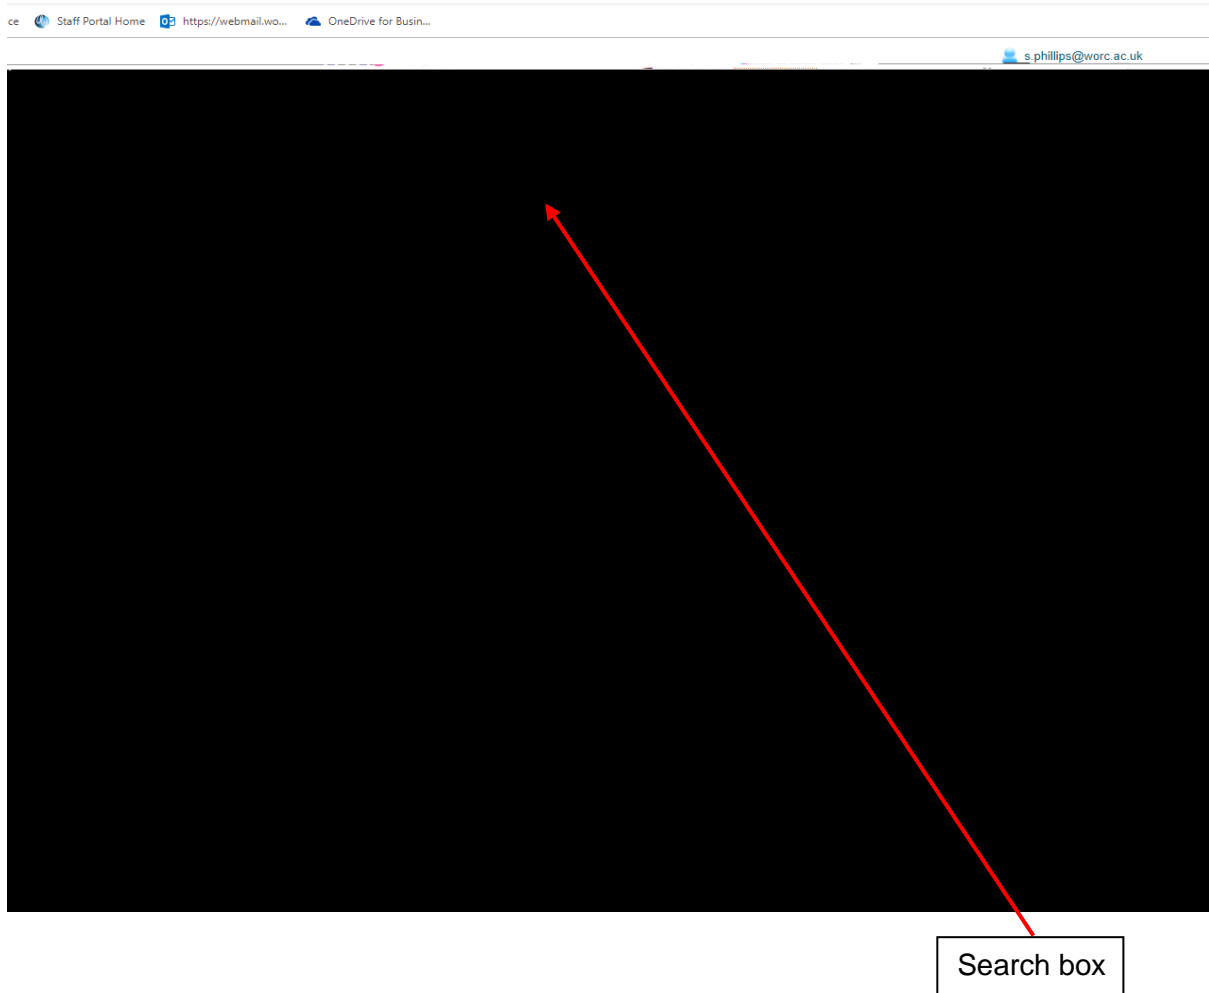 ce Staff Portal Home https://webmail.wo... OneDrive for Busin...
s.phillips@worc.ac.uk
Search box